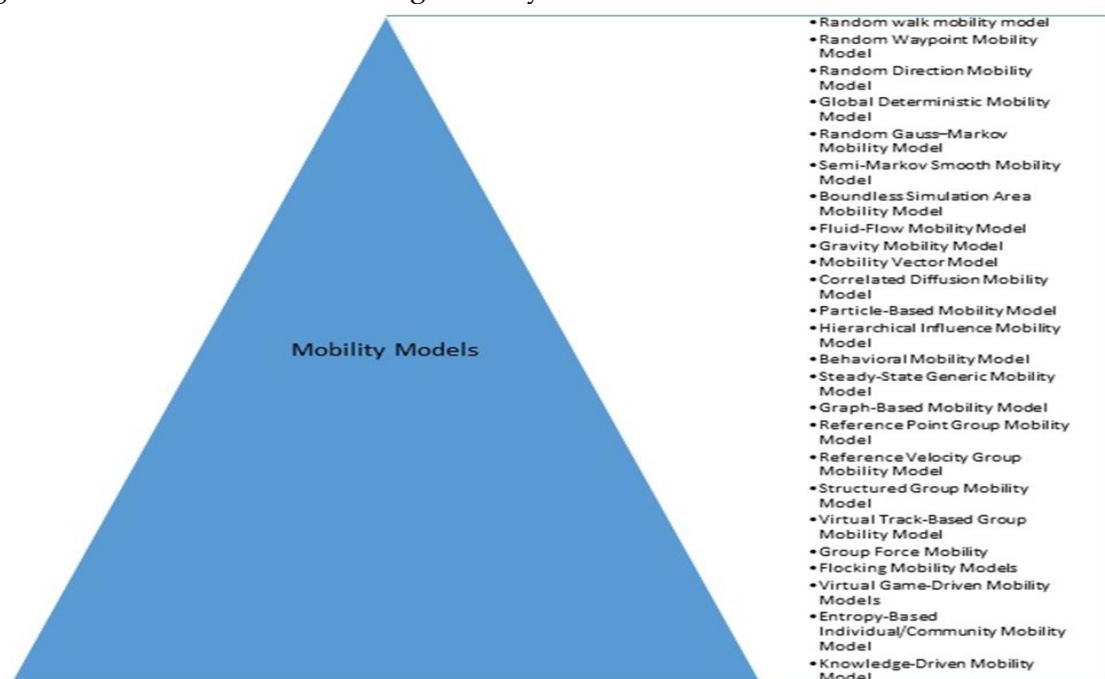 Mobility Models
•Random walk mobility model
•Random Waypoint Mobility
Model
•Random Direction Mobility
Model
•Global Deterministic Mobility
Model
•Random Gauss–Markov
Mobility Model
•Semi-Markov Smooth Mobility
Model
•Boundless Simulation Area
Mobility Model
•Fluid-Flow Mobility Model
•Gravity Mobility Model
•Mobility Vector Model
•Correlated Diffusion Mobility
Model
•Particle-Based Mobility Model
•Hierarchical Influence Mobility
Model
•Behavioral Mobility Model
•Steady-State Generic Mobility
Model
•Graph-Based Mobility Model
•Reference Point Group Mobility
Model
•Reference Velocity Group
Mobility Model
•Structured Group Mobility
Model
•Virtual Track-Based Group
Mobility Model
•Group Force Mobility
•Flocking Mobility Models
•Virtual Game-Driven Mobility
Models
•Entropy-Based
Individual/Community Mobility
Model
•Knowledge-Driven Mobility
Model